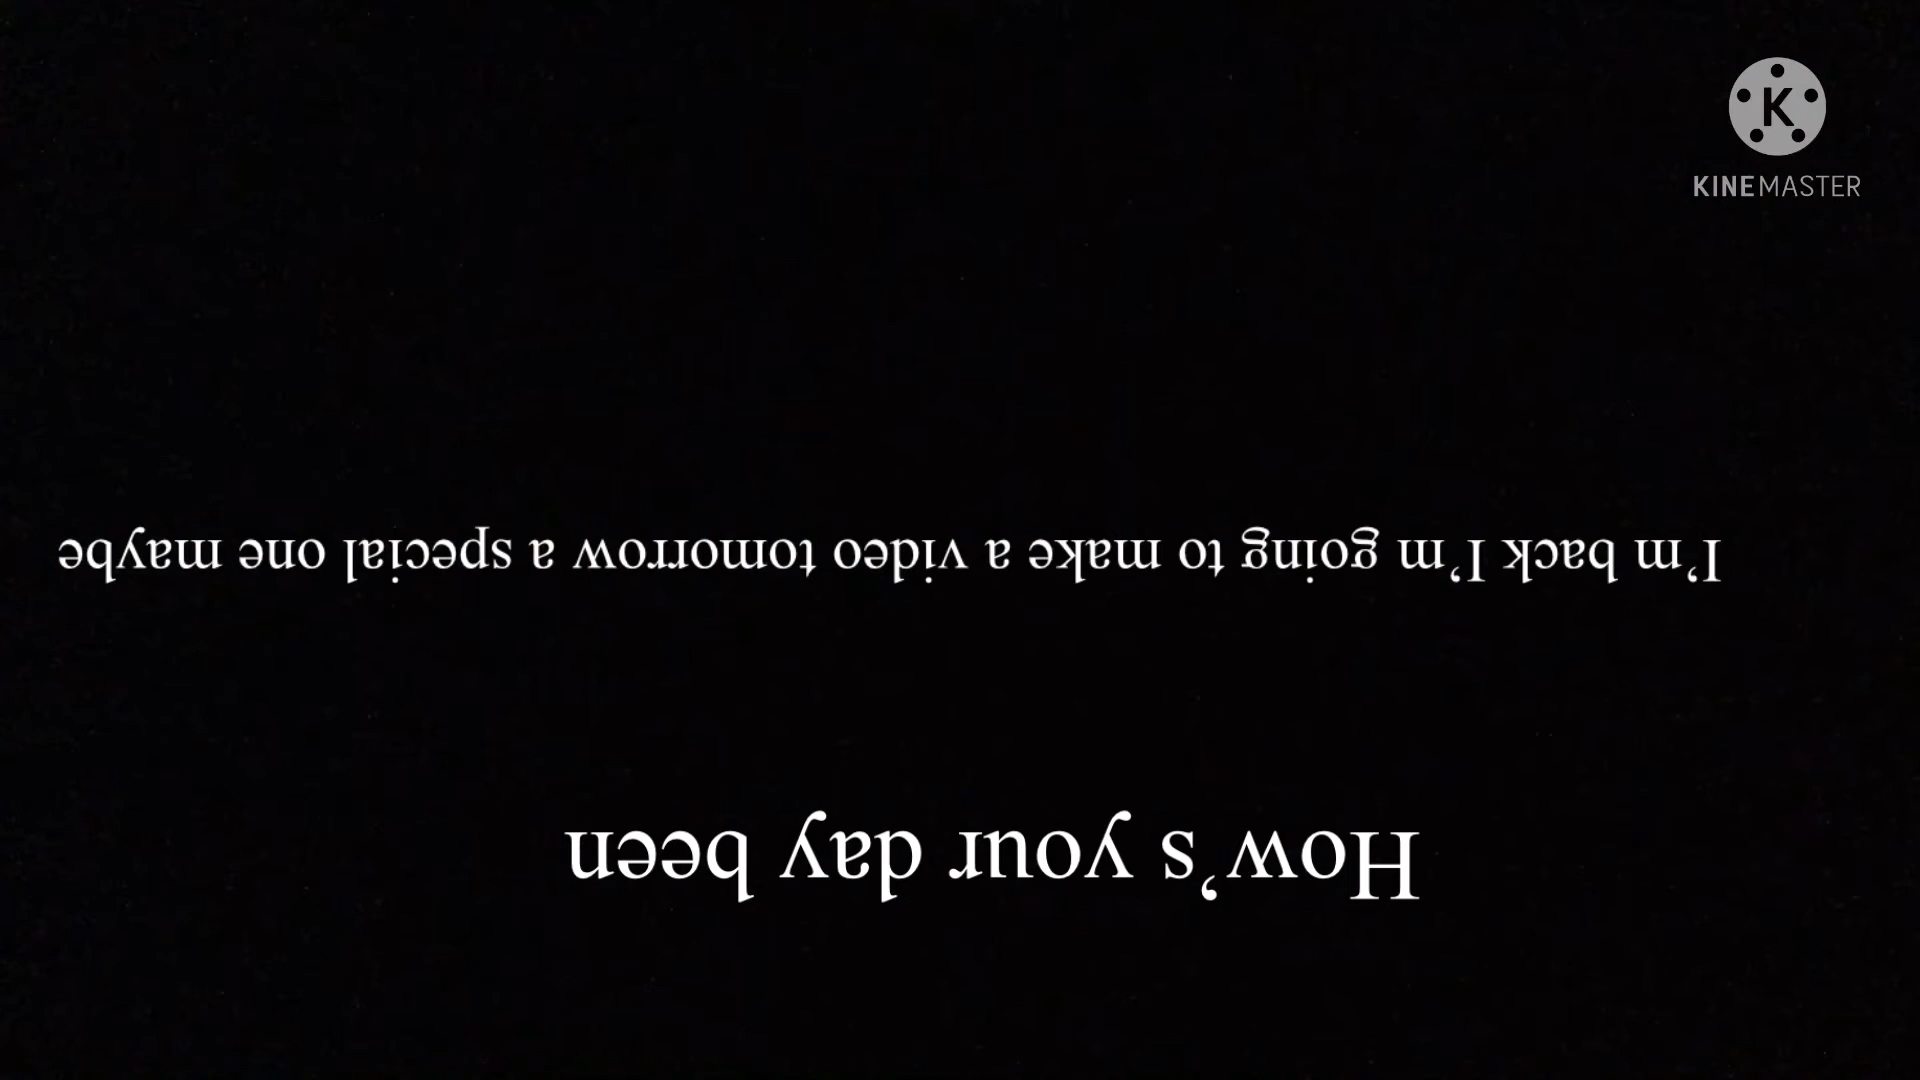 How's your day been
I'm back I'm going to make a video tomorrow a special one maybe
K
KINEMASTER